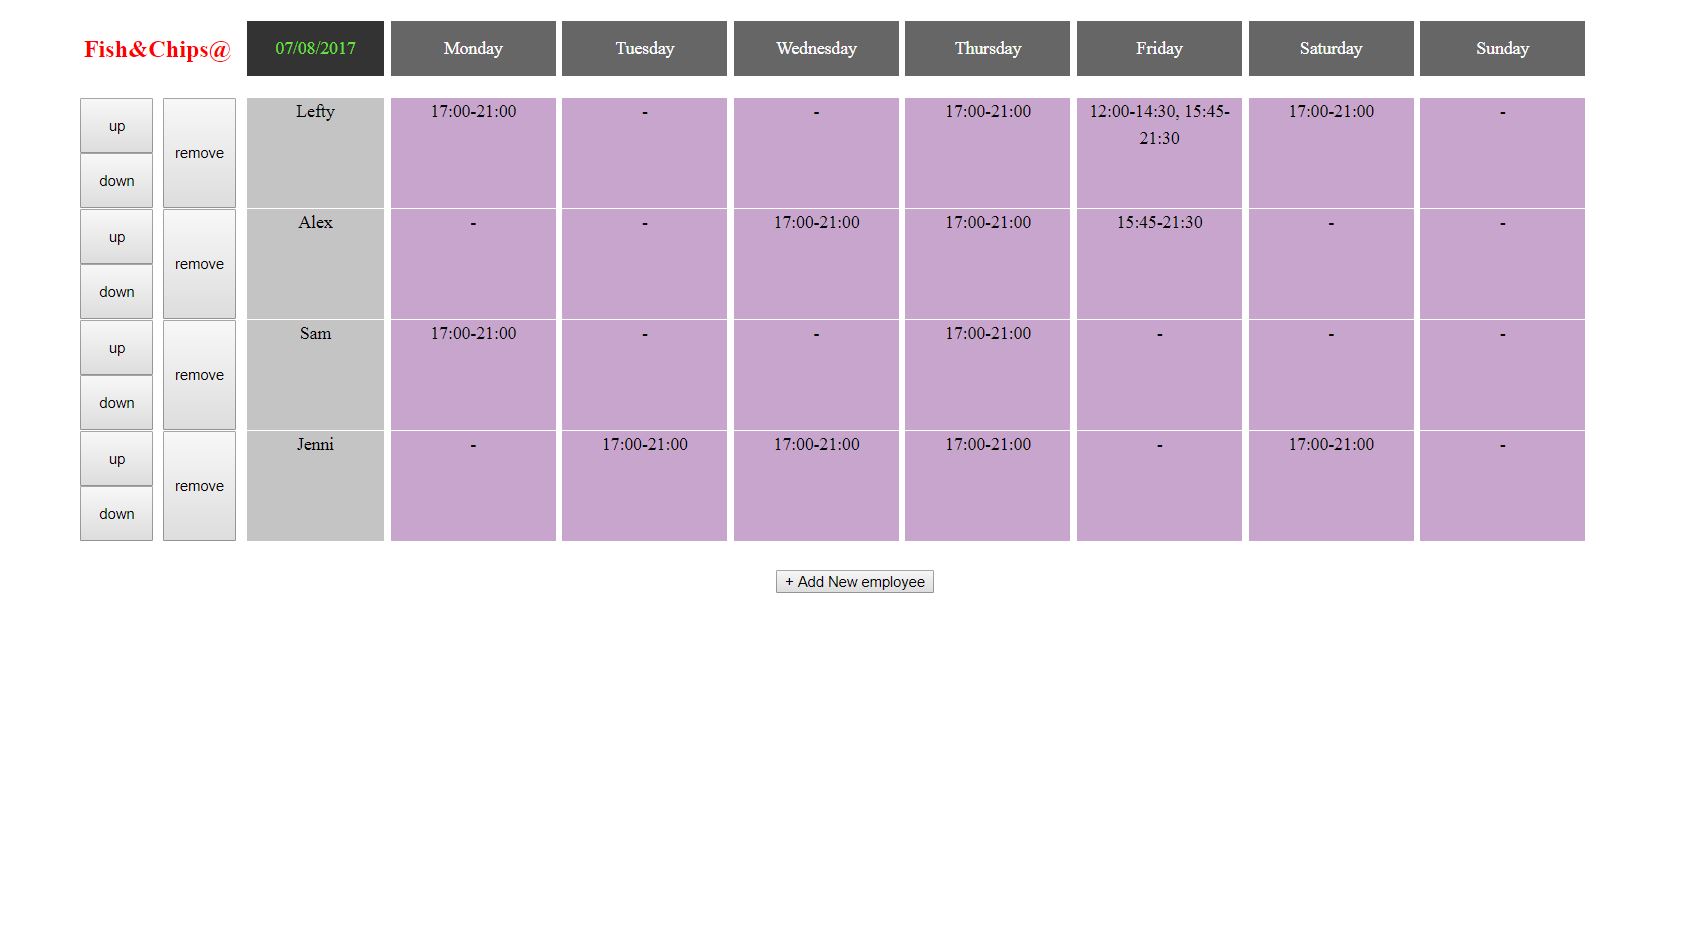 Fish&Chips@ 07/08/2017 Monday Tuesday Wednesday Thursday Friday Saturday Sunday
up
down
remove
Lefty 17:00-21:00 - - 17:00-21:00 12:00-14:30, 15:45- 17:00-21:00 -
21:30
up
down
remove
Alex - - 17:00-21:00 17:00-21:00 15:45-21:30 - -
up
down
remove
Sam 17:00-21:00 - - 17:00-21:00 - - -
up
down
remove
Jenni - 17:00-21:00 17:00-21:00 17:00-21:00 - 17:00-21:00 -
+ Add New employee